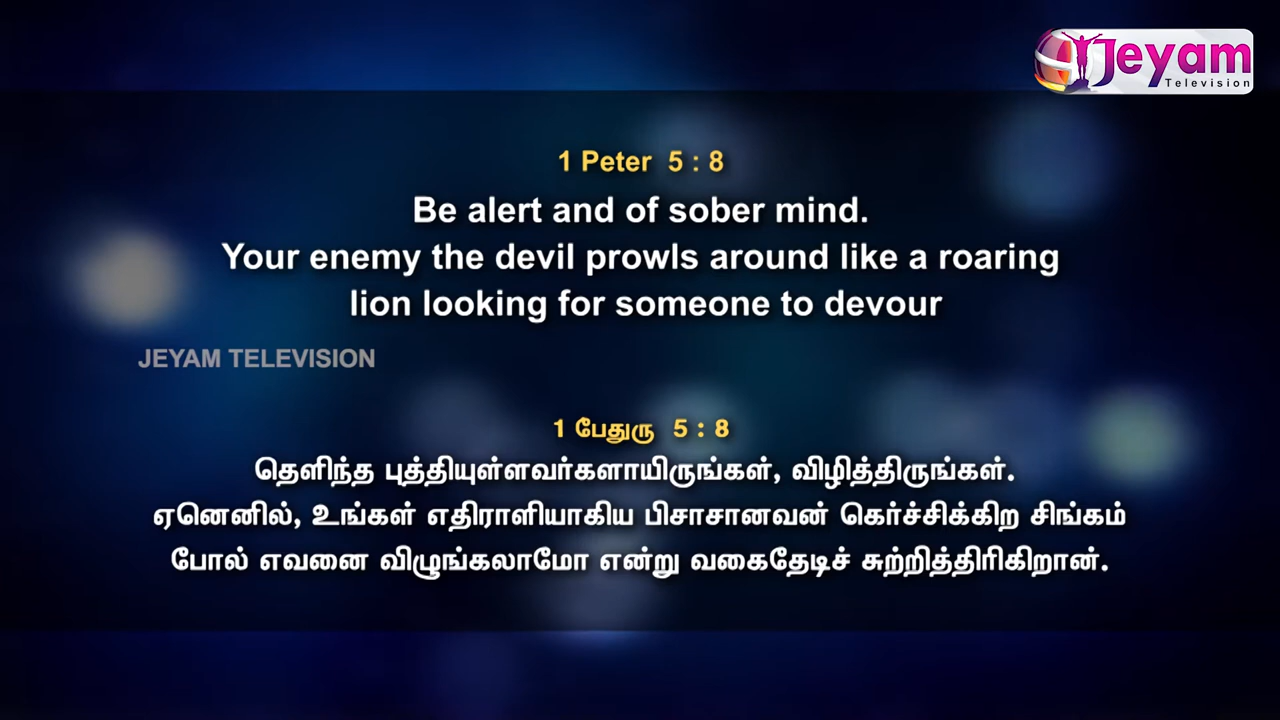 Jeyam
Television
1 Peter 5 : 8
Be alert and of sober mind.
Your enemy the devil prowls around like a roaring
lion looking for someone to devour
JEYAM TELEVISION
1 பேதுரு 5 : 8
தெளிந்த புத்தியுள்ளவர்களாயிருங்கள், விழித்திருங்கள்.
ஏனெனில், உங்கள் எதிராளியாகிய பிசாசானவன் கெர்ச்சிக்கிற சிங்கம்
போல் எவனை விழுங்கலாமோ என்று வகைதேடிச் சுற்றித்திரிகிறான்.